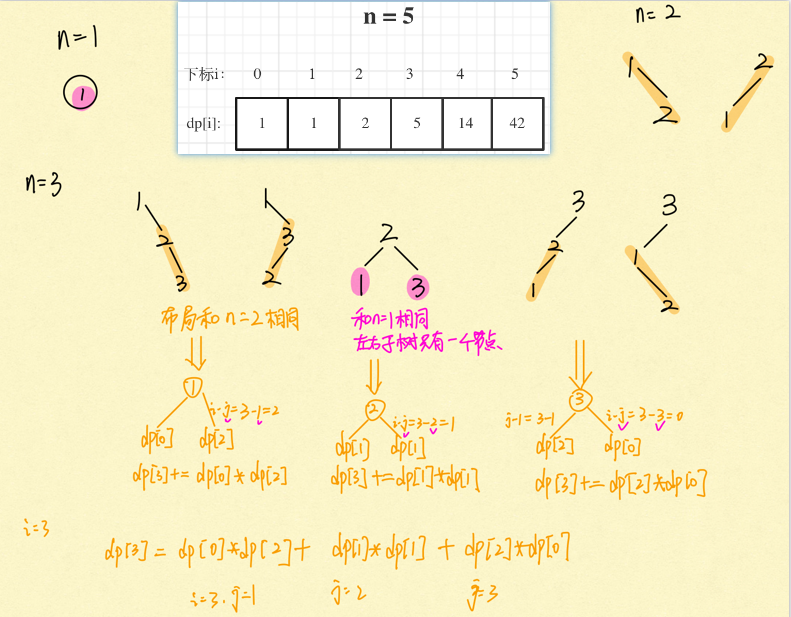 n=1
n = 5
n=2
1
下标i: 0 1 2 3 4 5
dp[i]: 1 1 2 5 14 42
1
2
2
1
n=3
1
2
3
1
3
2
2
1 3
3
2
1
3
1
2
布局和n=2相同
和n=1相同
左右子树只有一个节点
1
i-j=3-1=2
dp[0] dp[2]
dp[3]+= dp[0]*dp[2]
2
i-j=3-2=1
dp[1] dp[1]
dp[3]+=dp[1]*dp[1]
3
j-1=3-1 i-j=3-3=0
dp[2] dp[0]
dp[3]+=dp[2]*dp[0]
i=3
dp[3] = dp[0]*dp[2]+ dp[1]*dp[1] + dp[2]*dp[0]
i=3.j=1 j=2 j=3